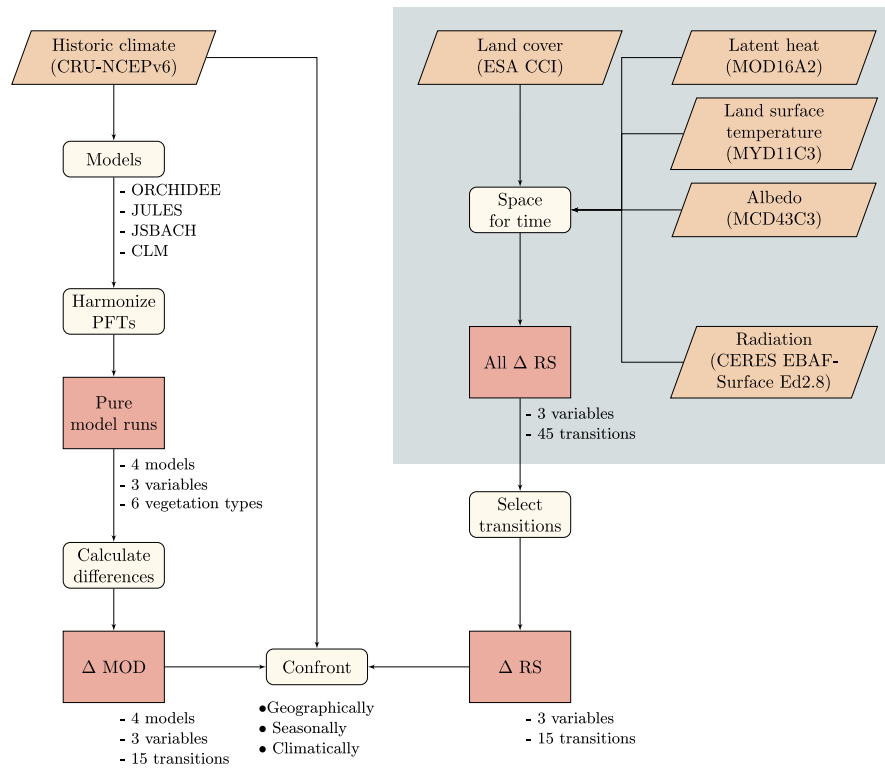 Historic climate
(CRU-NCEPv6)
Models
- ORCHIDEE
- JULES
- JSBACH
- CLM
Harmonize
PFTs
Pure
model runs
- 4 models
- 3 variables
- 6 vegetation types
Calculate
differences
Δ MOD
- 4 models
- 3 variables
- 15 transitions
Confront
●Geographically
● Seasonally
● Climatically
Land cover
(ESA CCI)
Space
for time
All Δ RS
- 3 variables
- 45 transitions
Select
transitions
Δ RS
- 3 variables
- 15 transitions
Latent heat
(MOD16A2)
Land surface
temperature
(MYD11C3)
Albedo
(MCD43C3)
Radiation
(CERES EBAF-
Surface Ed2.8)